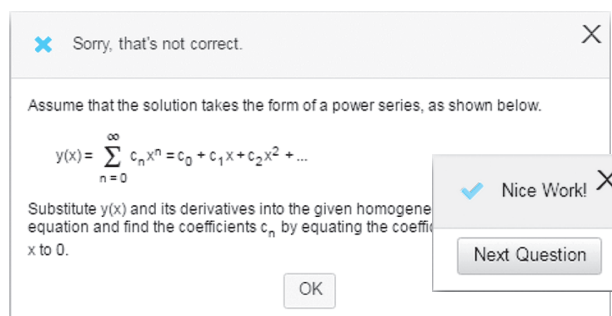 Sorry, that's not correct.
Assume that the solution takes the form of a power series, as shown below.
∞
y(x) = Σ cₙxⁿ = c₀ + c₁x + c₂x² + ...
n = 0
Substitute y(x) and its derivatives into the given homogene
equation and find the coefficients cₙ by equating the coeffi
x to 0.
OK
Nice Work!
Next Question